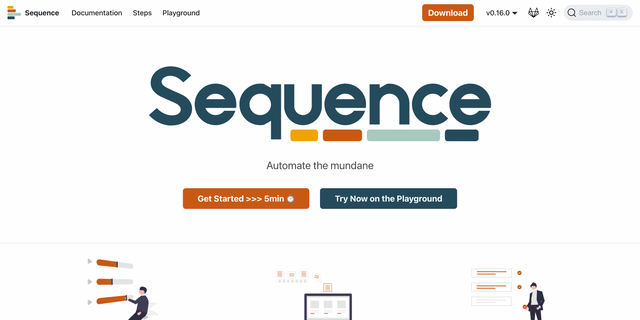 Sequence Documentation Steps Playground Download v0.16.0 Search ⌘ K
Sequence
Automate the mundane
Get Started >>> 5min ⏱️ Try Now on the Playground